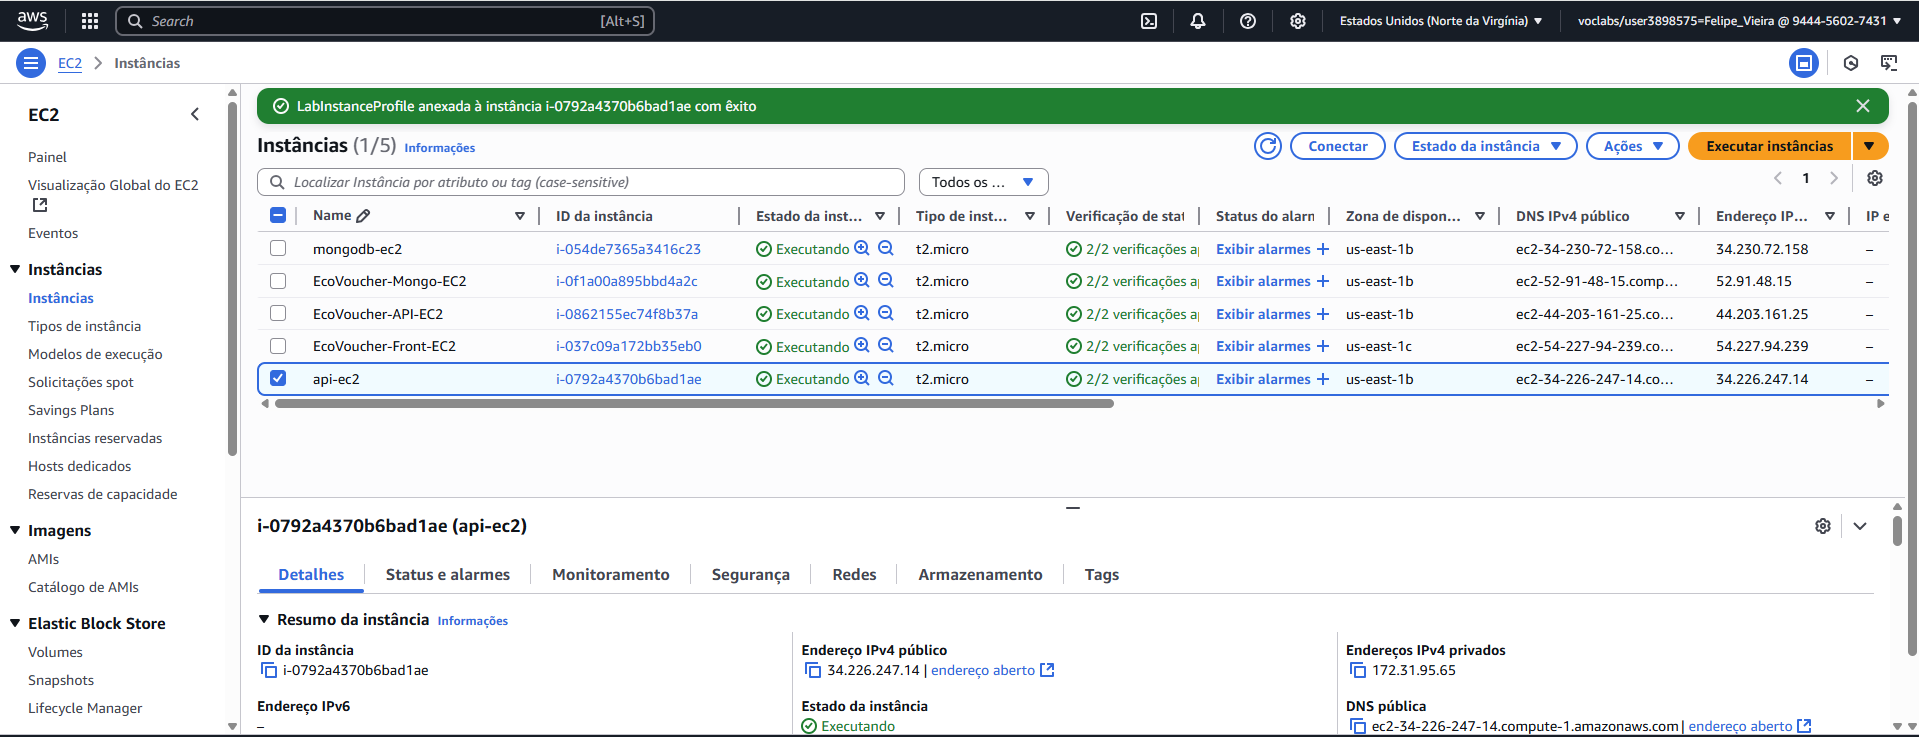 aws
Search [Alt+S]
Estados Unidos (Norte da Virgínia)
voclabs/user3898575=Felipe_Vieira @ 9444-5602-7431
EC2 > Instâncias
EC2
Painel
Visualização Global do EC2
Eventos
Instâncias
Instâncias
Tipos de instância
Modelos de execução
Solicitações spot
Savings Plans
Instâncias reservadas
Hosts dedicados
Reservas de capacidade
Imagens
AMIs
Catálogo de AMIs
Elastic Block Store
Volumes
Snapshots
Lifecycle Manager
LabInstanceProfile anexada à instância i-0792a4370b6bad1ae com êxito
Instâncias (1/5) Informações
Conectar
Estado da instância
Ações
Executar instâncias
Localizar Instância por atributo ou tag (case-sensitive)
Todos os ...
1
Name ID da instância Estado da inst... Tipo de inst... Verificação de stat Status do alarn Zona de dispon... DNS IPv4 público Endereço IP... IP e
mongodb-ec2 i-054de7365a3416c23 Executando t2.micro 2/2 verificações a Exibir alarmes + us-east-1b ec2-34-230-72-158.co... 34.230.72.158 –
EcoVoucher-Mongo-EC2 i-0f1a00a895bbd4a2c Executando t2.micro 2/2 verificações a Exibir alarmes + us-east-1b ec2-52-91-48-15.comp... 52.91.48.15 –
EcoVoucher-API-EC2 i-0862155ec74f8b37a Executando t2.micro 2/2 verificações a Exibir alarmes + us-east-1b ec2-44-203-161-25.co... 44.203.161.25 –
EcoVoucher-Front-EC2 i-037c09a172bb35eb0 Executando t2.micro 2/2 verificações a Exibir alarmes + us-east-1c ec2-54-227-94-239.co... 54.227.94.239 –
api-ec2 i-0792a4370b6bad1ae Executando t2.micro 2/2 verificações a Exibir alarmes + us-east-1b ec2-34-226-247-14.co... 34.226.247.14 –
i-0792a4370b6bad1ae (api-ec2)
Detalhes Status e alarmes Monitoramento Segurança Redes Armazenamento Tags
Resumo da instância Informações
ID da instância
i-0792a4370b6bad1ae
Endereço IPv4 público
34.226.247.14 | endereço aberto
Endereços IPv4 privados
172.31.95.65
Endereço IPv6
–
Estado da instância
Executando
DNS pública
ec2-34-226-247-14.compute-1.amazonaws.com | endereço aberto